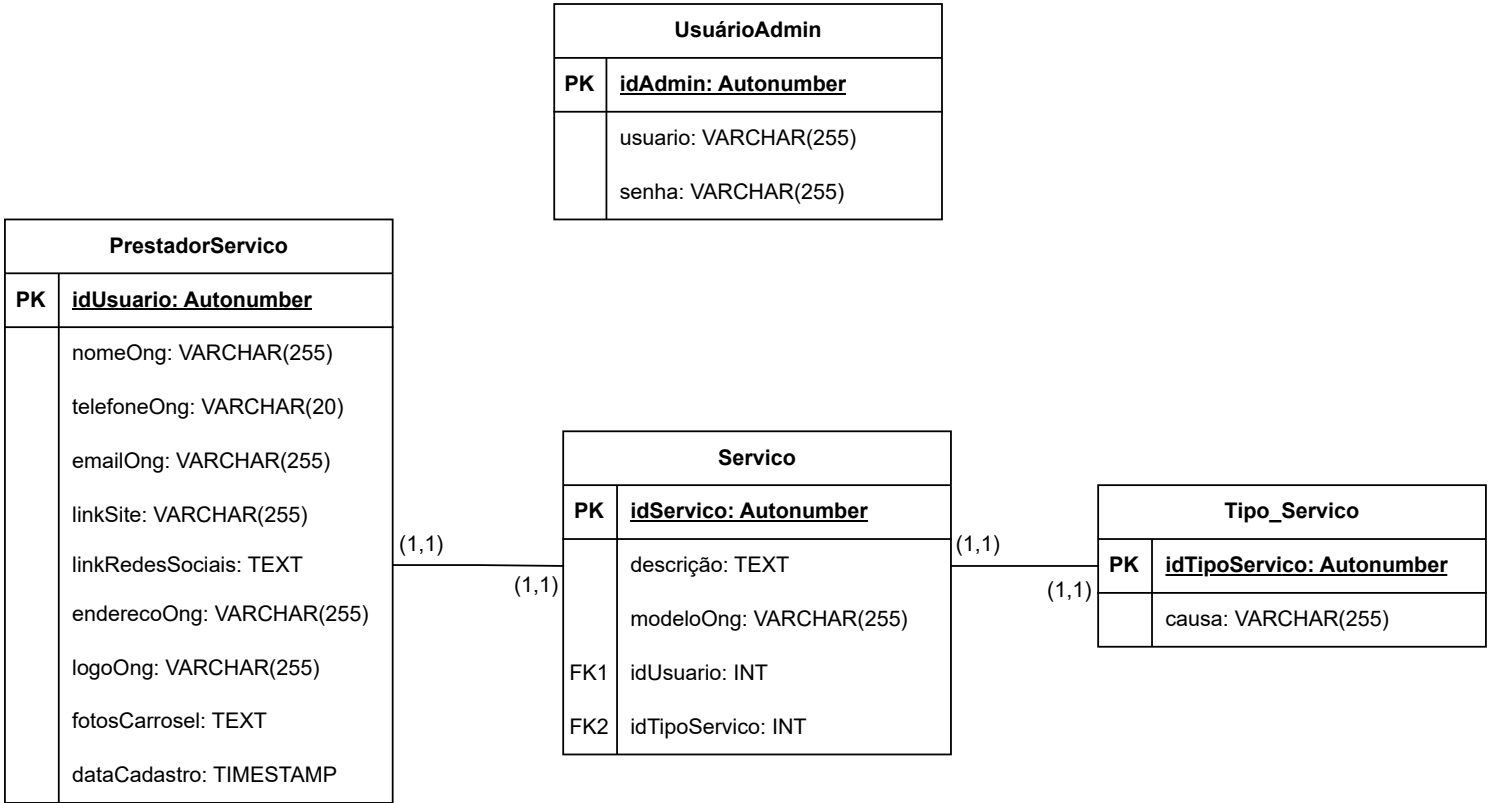 UsuárioAdmin
PK idAdmin: Autonumber
usuario: VARCHAR(255)
senha: VARCHAR(255)
PrestadorServico
PK idUsuario: Autonumber
nomeOng: VARCHAR(255)
telefoneOng: VARCHAR(20)
emailOng: VARCHAR(255)
linkSite: VARCHAR(255)
linkRedesSociais: TEXT
enderecoOng: VARCHAR(255)
logoOng: VARCHAR(255)
fotosCarrosel: TEXT
dataCadastro: TIMESTAMP
(1,1)
(1,1)
Servico
PK idServico: Autonumber
descrição: TEXT
modeloOng: VARCHAR(255)
FK1 idUsuario: INT
FK2 idTipoServico: INT
(1,1)
(1,1)
Tipo_Servico
PK idTipoServico: Autonumber
causa: VARCHAR(255)